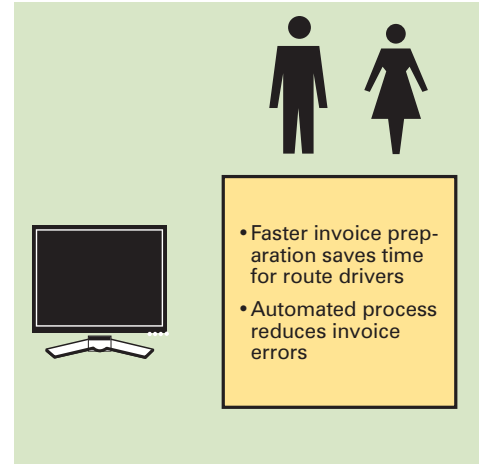 •Faster invoice prep-
aration saves time
for route drivers
•Automated process
reduces invoice
errors